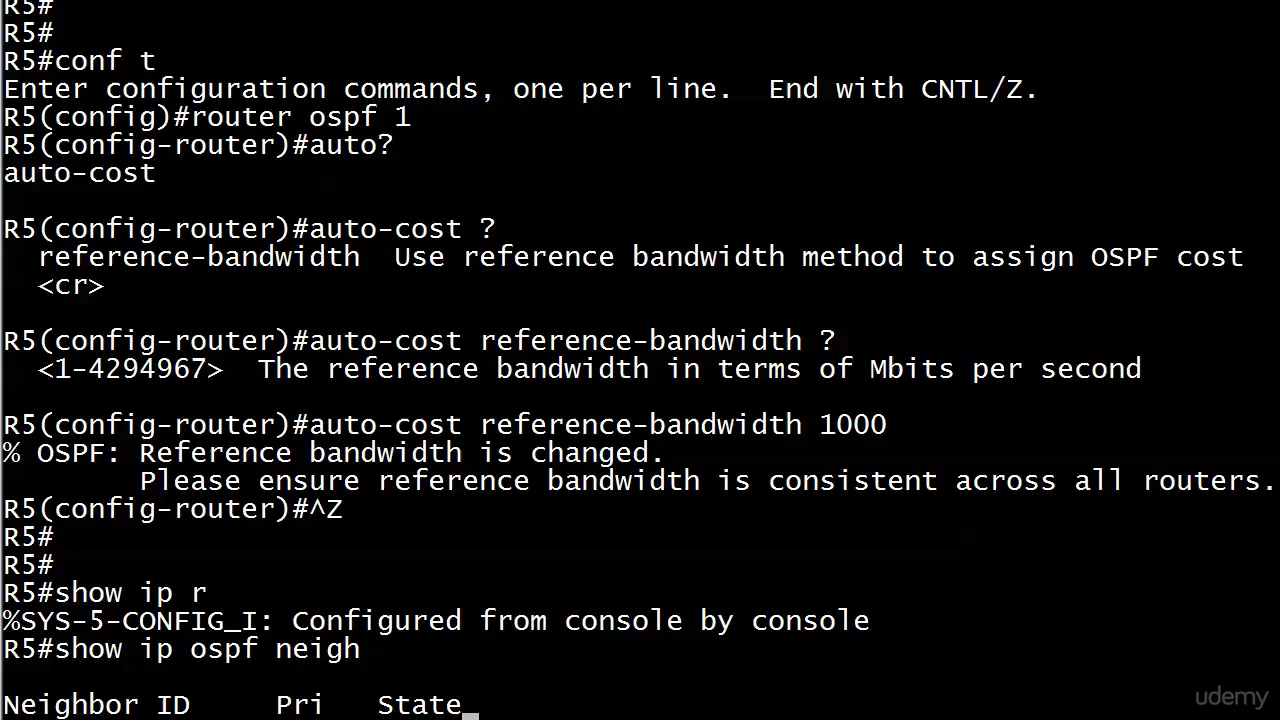 R5#
R5#
R5#conf t
Enter configuration commands, one per line.  End with CNTL/Z.
R5(config)#router ospf 1
R5(config-router)#auto?
auto-cost
R5(config-router)#auto-cost ?
  reference-bandwidth  Use reference bandwidth method to assign OSPF cost
  <cr>
R5(config-router)#auto-cost reference-bandwidth ?
  <1-4294967>  The reference bandwidth in terms of Mbits per second
R5(config-router)#auto-cost reference-bandwidth 1000
% OSPF: Reference bandwidth is changed.
        Please ensure reference bandwidth is consistent across all routers.
R5(config-router)#^Z
R5#
R5#
R5#show ip r
%SYS-5-CONFIG_I: Configured from console by console
R5#show ip ospf neigh
Neighbor ID     Pri   State
udemy